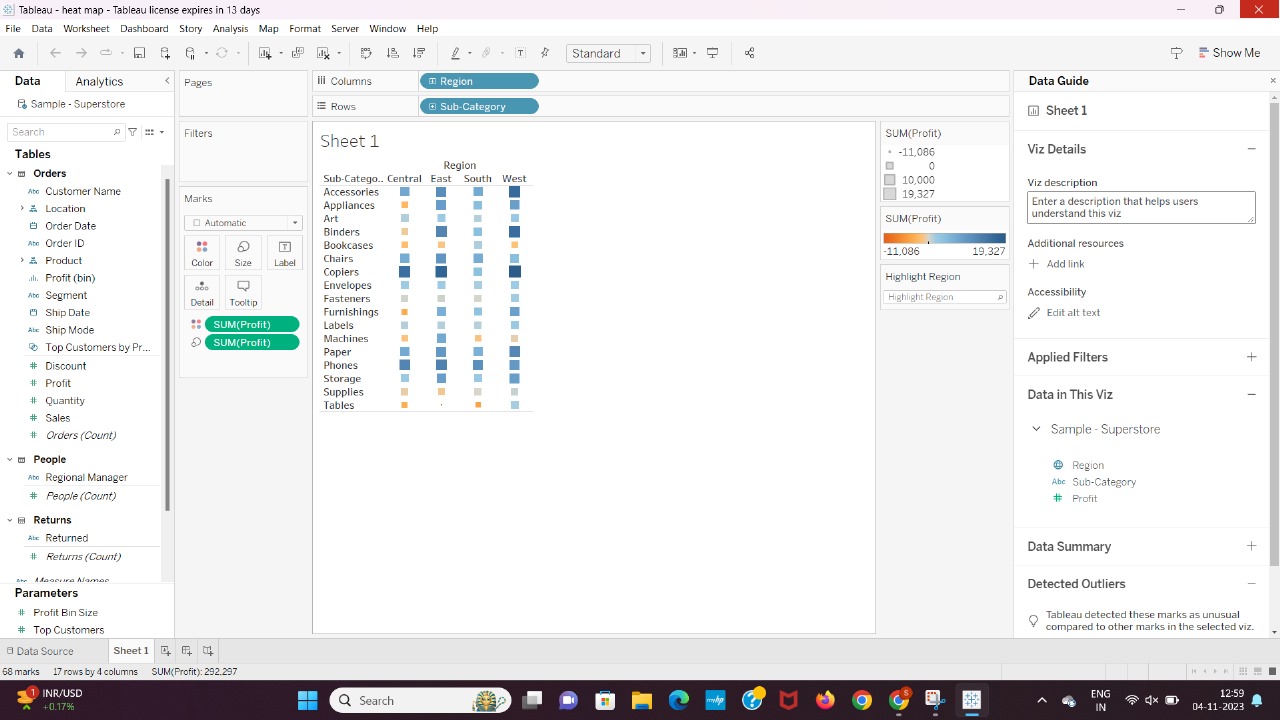 Tableau - heat map - Tableau license expires in 13 days
File Data Worksheet Dashboard Story Analysis Map Format Server Window Help
Standard
Show Me
Data Analytics
Sample - Superstore
Search
Tables
Orders
Abc Customer Name
Location
Order Date
Abc Order ID
Product
Profit (bin)
Abc Segment
Ship Date
Abc Ship Mode
Top Customers by Pr...
# Discount
# Profit
# Quantity
# Sales
# Orders (Count)
People
Abc Regional Manager
# People (Count)
Returns
Abc Returned
# Returns (Count)
Abc Measure Names
Parameters
# Profit Bin Size
# Top Customers
Pages
Filters
Marks
Automatic
Color Size Label
Detail Tooltip
SUM(Profit)
SUM(Profit)
Columns Region
Rows Sub-Category
Sheet 1
Region
Sub-Catego.. Central East South West
Accessories
Appliances
Art
Binders
Bookcases
Chairs
Copiers
Envelopes
Fasteners
Furnishings
Labels
Machines
Paper
Phones
Storage
Supplies
Tables
SUM(Profit)
-11,086
0
10,000
19,327
SUM(Profit)
-11,086 19,327
Highlight Region
Highlight Region
Data Guide
Sheet 1
Viz Details
Viz description
Enter a description that helps users
understand this viz
Additional resources
Add link
Accessibility
Edit alt text
Applied Filters
Data in This Viz
Sample - Superstore
Region
Abc Sub-Category
# Profit
Data Summary
Detected Outliers
Tableau detected these marks as unusual
compared to other marks in the selected viz.
Data Source Sheet 1
68 marks 17 rows by 4 columns SUM(Profit): 292,297
1 INR/USD
+0.17%
Search
myhp
S
ENG
IN
12:59
04-11-2023